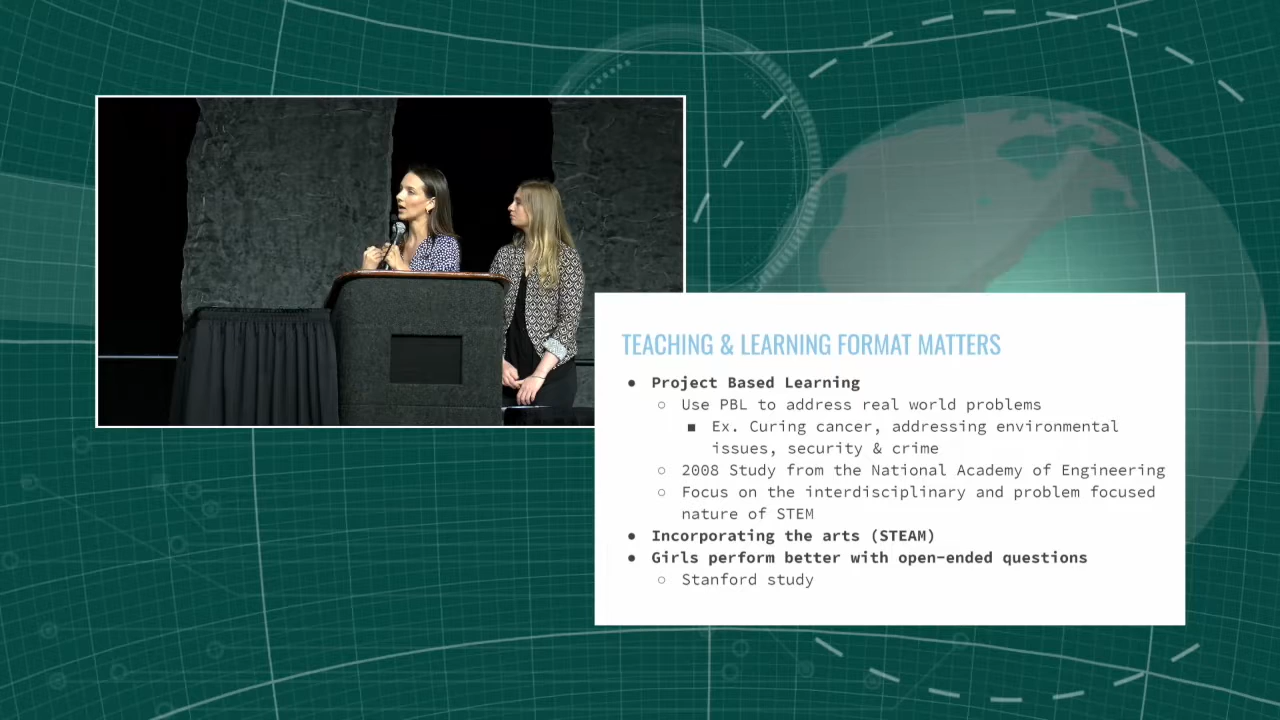 TEACHING & LEARNING FORMAT MATTERS
● Project Based Learning
○ Use PBL to address real world problems
■ Ex. Curing cancer, addressing environmental
issues, security & crime
○ 2008 Study from the National Academy of Engineering
○ Focus on the interdisciplinary and problem focused
nature of STEM
● Incorporating the arts (STEAM)
● Girls perform better with open-ended questions
○ Stanford study